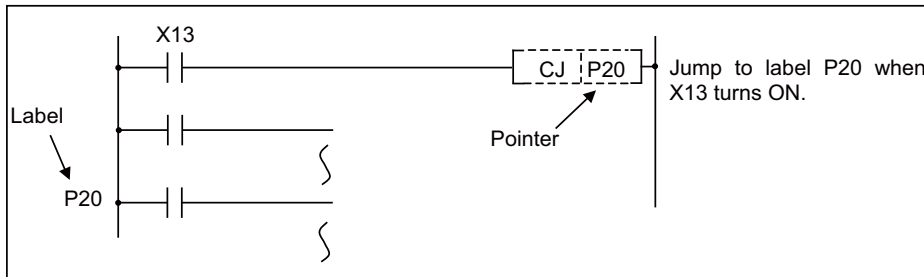 X13
CJ P20
Jump to label P20 when
X13 turns ON.
Label
Pointer
P20